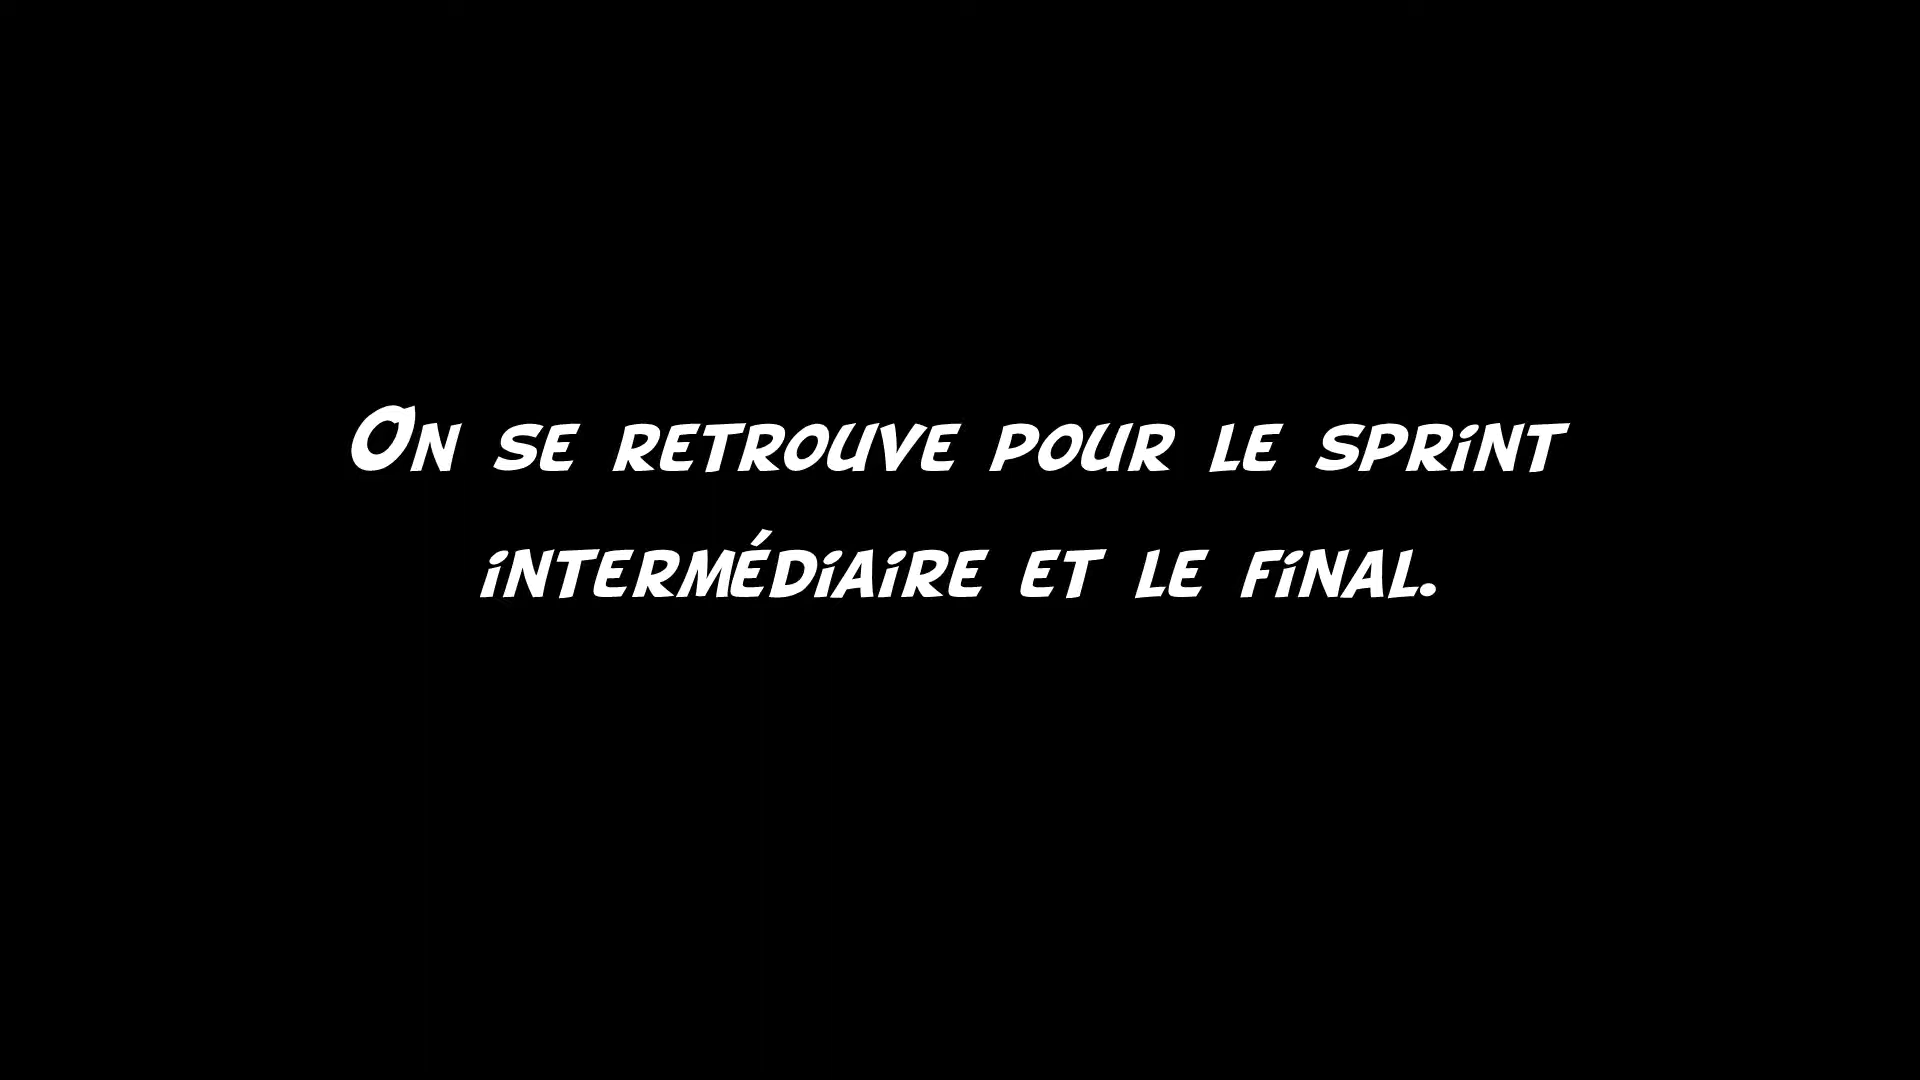 On se retrouve pour le sprint
intermédiaire et le final.